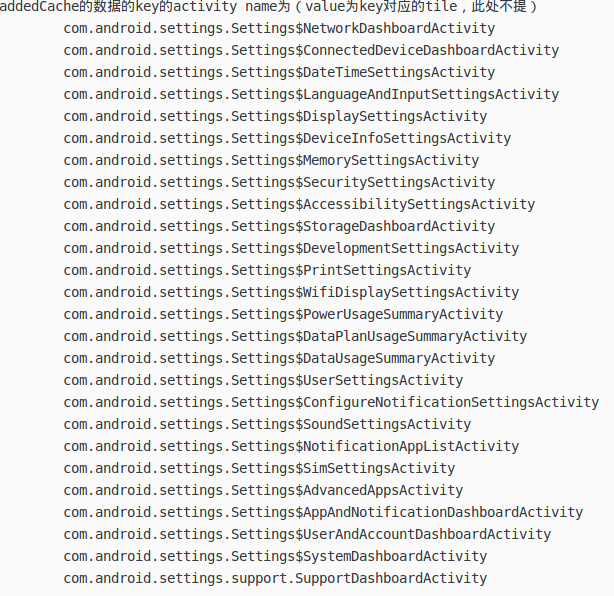 addedCache的数据的key的activity name为（value为key对应的tile，此处不提）
com.android.settings.Settings$NetworkDashboardActivity
com.android.settings.Settings$ConnectedDeviceDashboardActivity
com.android.settings.Settings$DateTimeSettingsActivity
com.android.settings.Settings$LanguageAndInputSettingsActivity
com.android.settings.Settings$DisplaySettingsActivity
com.android.settings.Settings$DeviceInfoSettingsActivity
com.android.settings.Settings$MemorySettingsActivity
com.android.settings.Settings$SecuritySettingsActivity
com.android.settings.Settings$AccessibilitySettingsActivity
com.android.settings.Settings$StorageDashboardActivity
com.android.settings.Settings$DevelopmentSettingsActivity
com.android.settings.Settings$PrintSettingsActivity
com.android.settings.Settings$WifiDisplaySettingsActivity
com.android.settings.Settings$PowerUsageSummaryActivity
com.android.settings.Settings$DataPlanUsageSummaryActivity
com.android.settings.Settings$DataUsageSummaryActivity
com.android.settings.Settings$UserSettingsActivity
com.android.settings.Settings$ConfigureNotificationSettingsActivity
com.android.settings.Settings$SoundSettingsActivity
com.android.settings.Settings$NotificationAppListActivity
com.android.settings.Settings$SimSettingsActivity
com.android.settings.Settings$AdvancedAppsActivity
com.android.settings.Settings$AppAndNotificationDashboardActivity
com.android.settings.Settings$UserAndAccountDashboardActivity
com.android.settings.Settings$SystemDashboardActivity
com.android.settings.support.SupportDashboardActivity